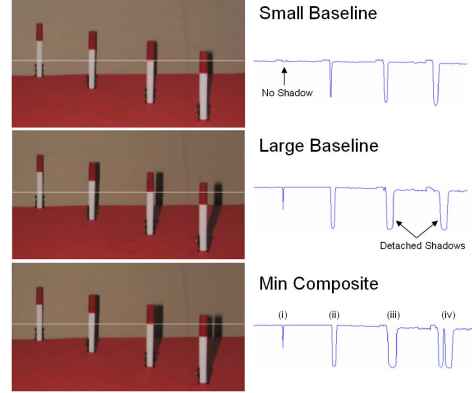 Small Baseline
No Shadow
Large Baseline
Detached Shadows
Min Composite
(i) (ii) (iii) (iv)